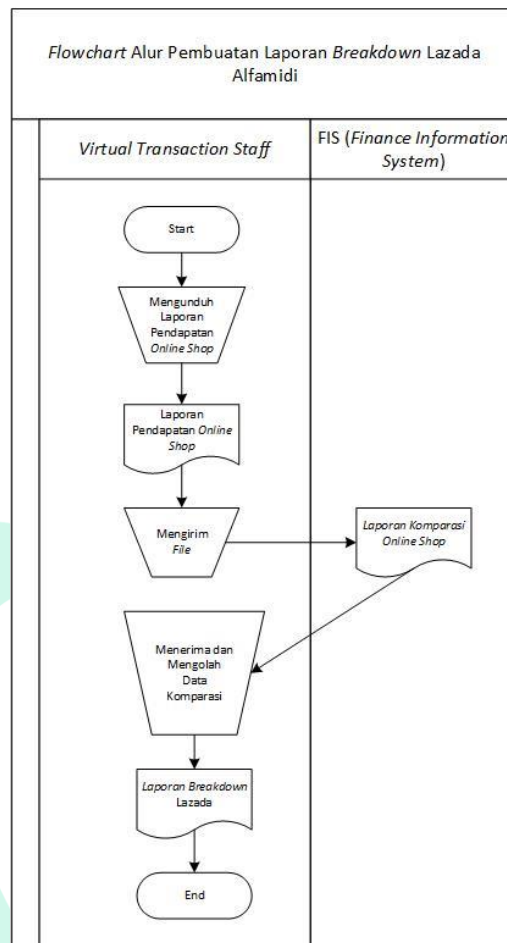 Flowchart Alur Pembuatan Laporan Breakdown Lazada
Alfamidi
Virtual Transaction Staff
FIS (Finance Information
System)
Start
Mengunduh
Laporan
Pendapatan
Online Shop
Laporan
Pendapatan Online
Shop
Mengirim
File
Laporan Komparasi
Online Shop
Menerima dan
Mengolah
Data
Komparasi
Laporan Breakdown
Lazada
End